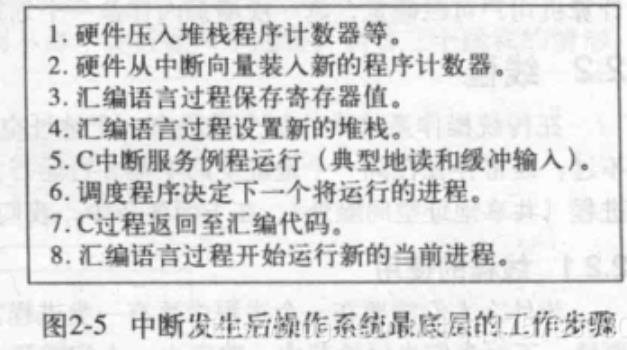 1. 硬件压入堆栈程序计数器等。
2. 硬件从中断向量装入新的程序计数器。
3. 汇编语言过程保存寄存器值。
4. 汇编语言过程设置新的堆栈。
5. C中断服务例程运行（典型地读和缓冲输入）。
6. 调度程序决定下一个将运行的进程。
7. C过程返回至汇编代码。
8. 汇编语言过程开始运行新的当前进程。
图2-5 中断发生后操作系统最底层的工作步骤